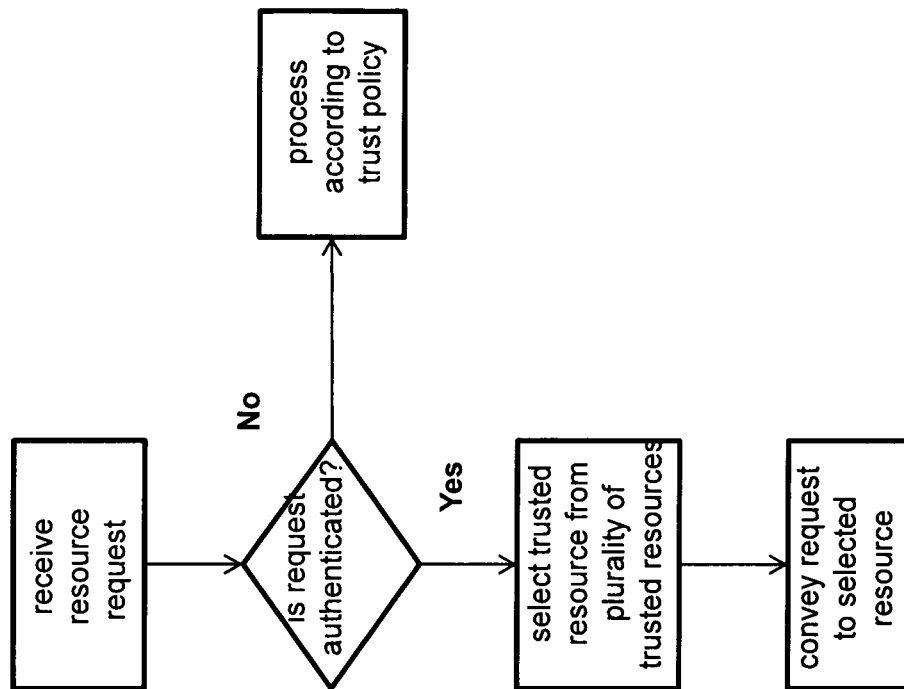 receive
resource
request
Is request
authenticated?
No
process
according to
trust policy
Yes
select trusted
resource from
plurality of
trusted resources
convey request
to selected
resource